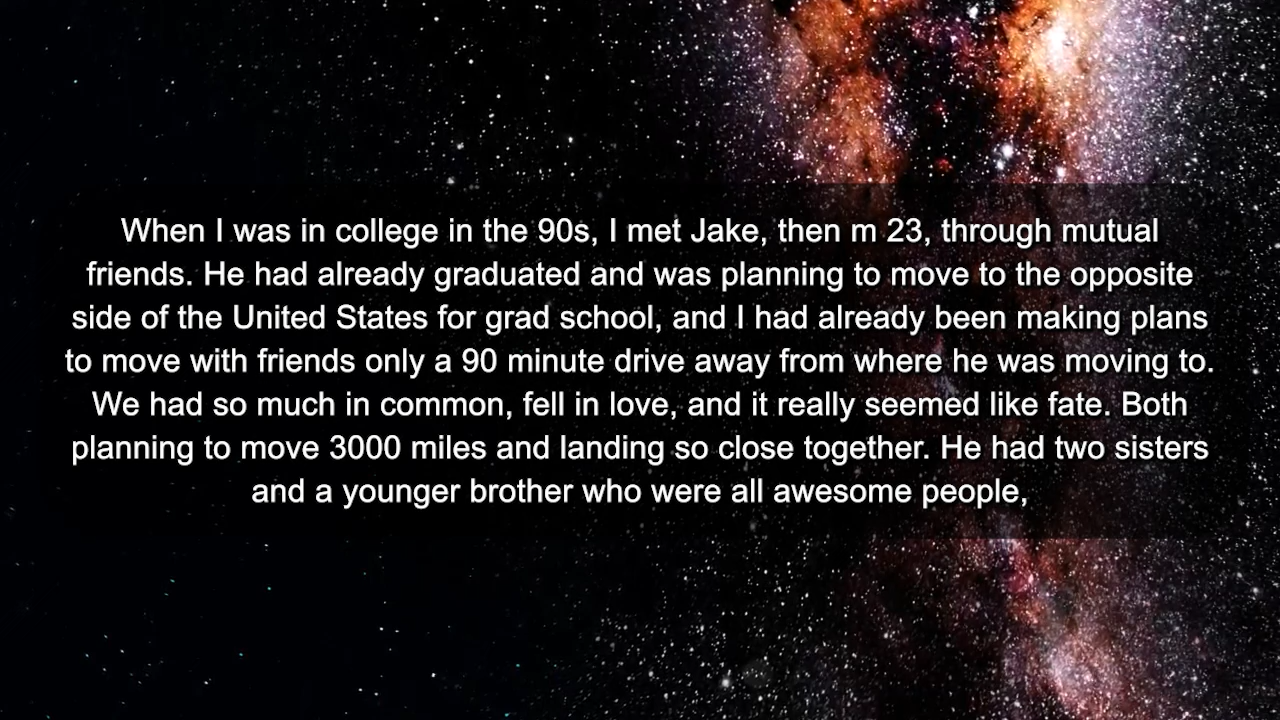 When I was in college in the 90s, I met Jake, then m 23, through mutual
friends. He had already graduated and was planning to move to the opposite
side of the United States for grad school, and I had already been making plans
to move with friends only a 90 minute drive away from where he was moving to.
We had so much in common, fell in love, and it really seemed like fate. Both
planning to move 3000 miles and landing so close together. He had two sisters
and a younger brother who were all awesome people,